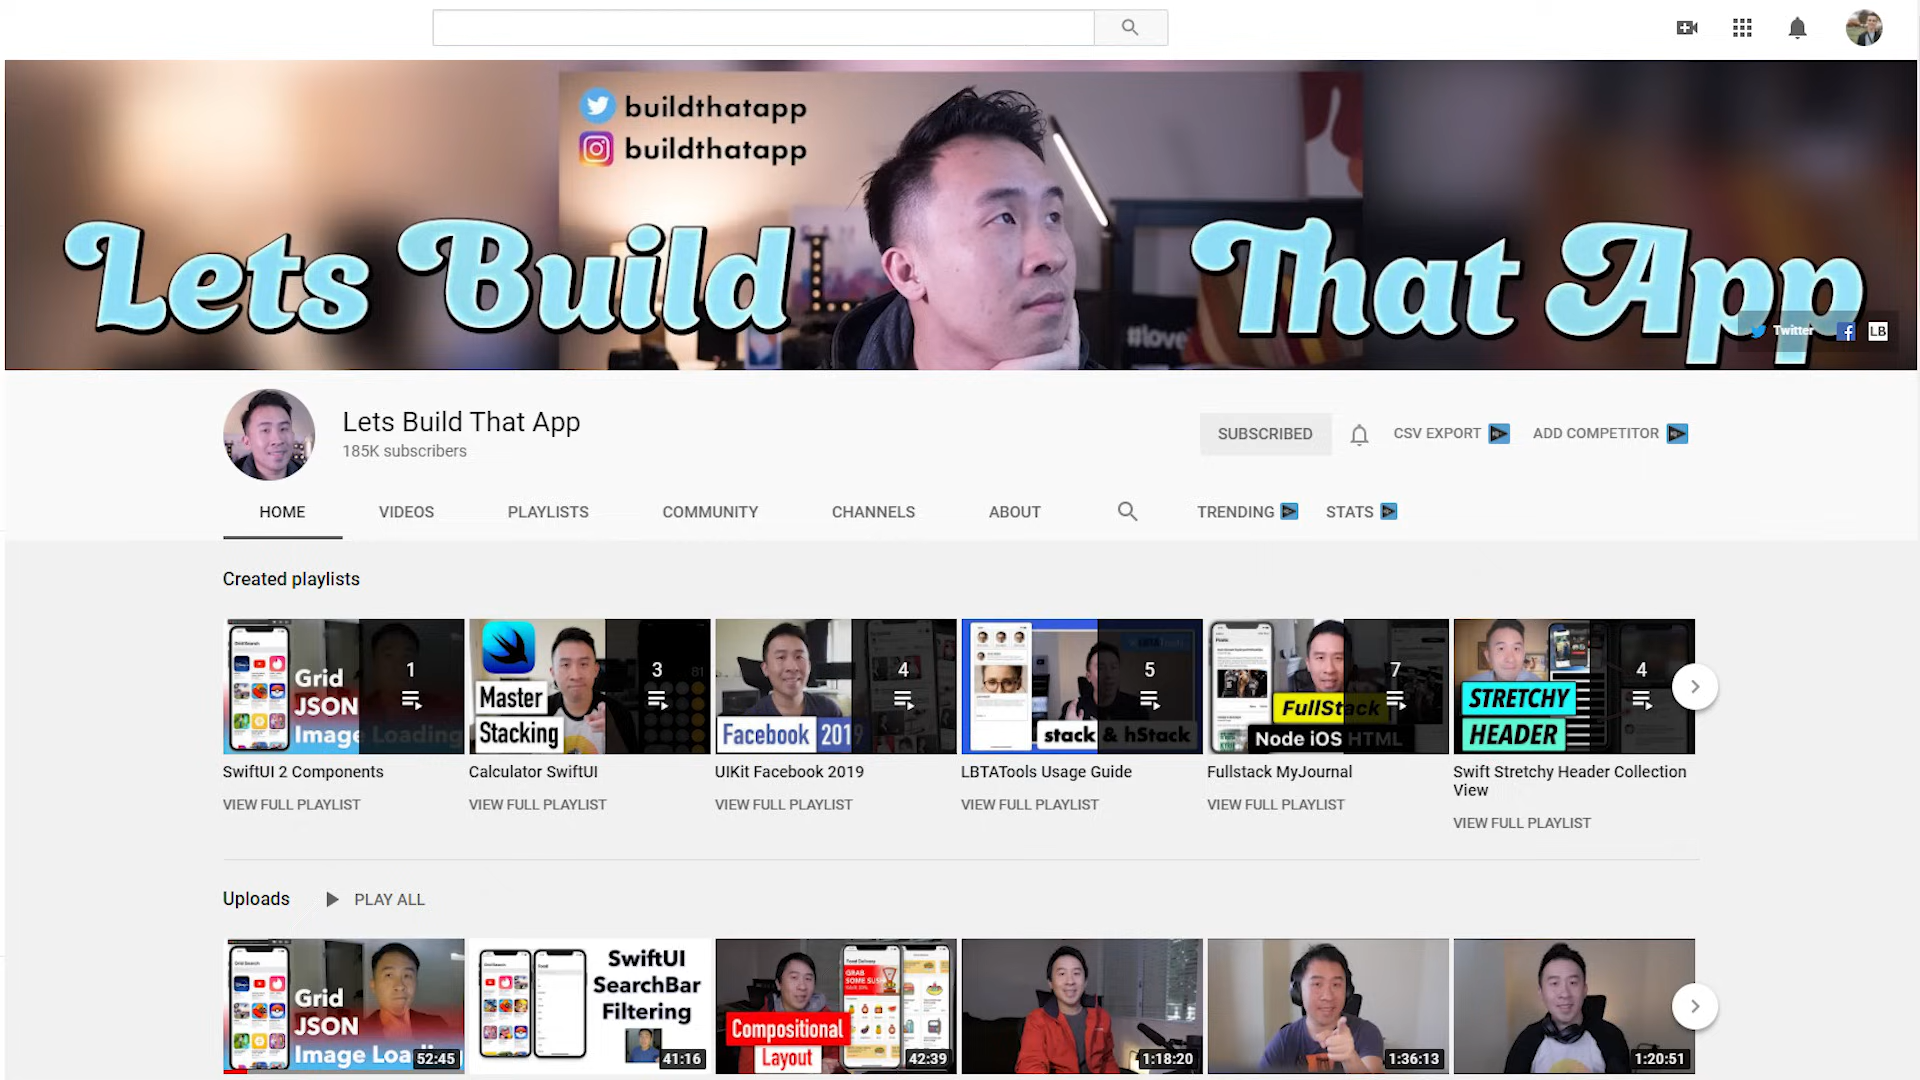 buildthatapp
buildthatapp
Lets Build That App
#love
Twitter
LB
Lets Build That App
185K subscribers
SUBSCRIBED
CSV EXPORT
ADD COMPETITOR
HOME
VIDEOS
PLAYLISTS
COMMUNITY
CHANNELS
ABOUT
TRENDING
STATS
Created playlists
Grid
JSON
Image Loading
1
Master
Stacking
3
Facebook 2019
4
stack & hStack
5
FullStack
Node iOS HTML
7
STRETCHY
HEADER
4
SwiftUI 2 Components
VIEW FULL PLAYLIST
Calculator SwiftUI
VIEW FULL PLAYLIST
UIKit Facebook 2019
VIEW FULL PLAYLIST
LBTATools Usage Guide
VIEW FULL PLAYLIST
Fullstack MyJournal
VIEW FULL PLAYLIST
Swift Stretchy Header Collection
View
VIEW FULL PLAYLIST
Uploads
PLAY ALL
Grid
JSON
Image Loading
52:45
SwiftUI
SearchBar
Filtering
41:16
GRAB
SOME
Compositional
Layout
42:39
1:18:20
1:36:13
1:20:51